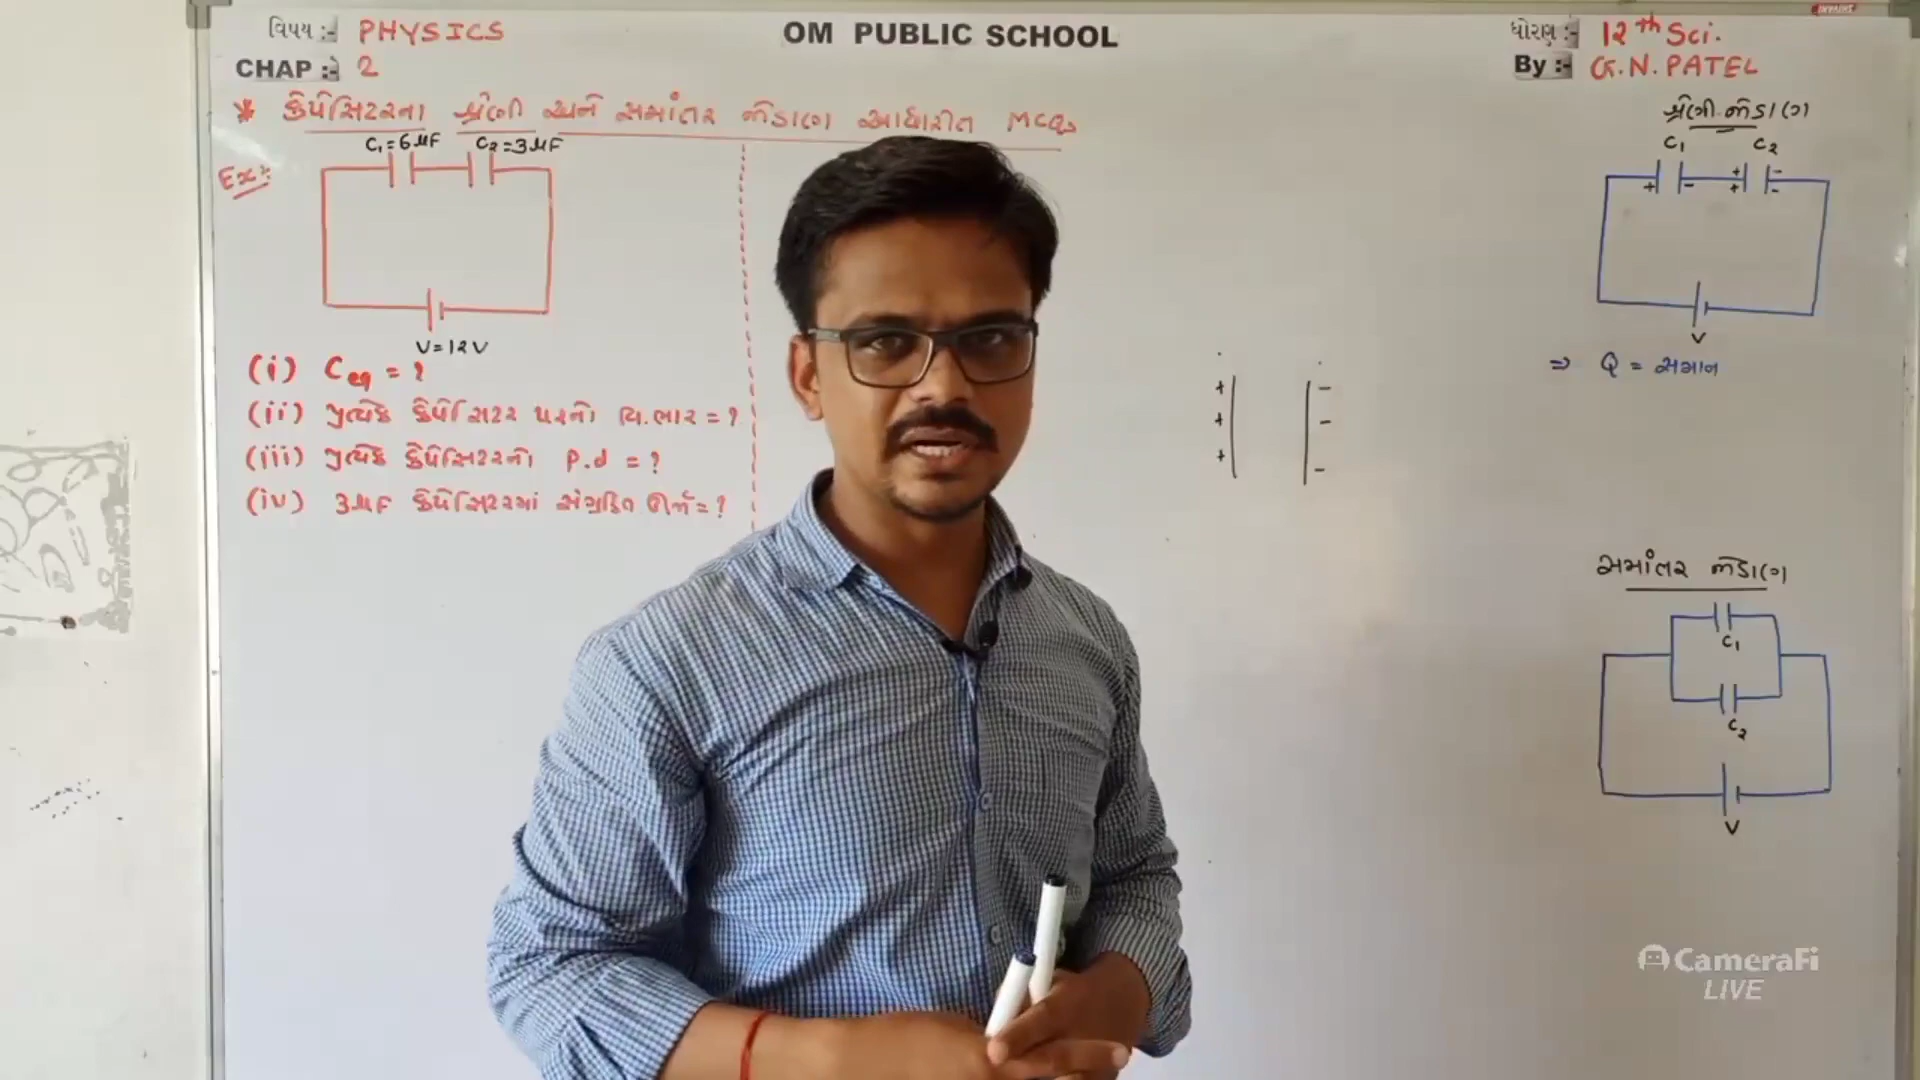 વિષય :- PHYSICS
OM PUBLIC SCHOOL
ધોરણ :- 12th Sci.
CHAP :- 2
By :- G.N. PATEL
* કેપેસિટરના શ્રેણી અને સમાંતર જોડાણ આધારિત MCQs
Ex:-
C₁=6μF C₂=3μF
V=12V
(i) Ceq = ?
(ii) પ્રત્યેક કેપેસિટર પરનો વિ.ભાર = ?
(iii) પ્રત્યેક કેપેસિટરનો P.d = ?
(iv) 3μF કેપેસિટરમાં સંગ્રહિત ઊર્જા = ?
+ -
+ -
+ -
શ્રેણી જોડાણ
C₁ C₂
+ - + -
+ -
V
⇒ Q = સમાન
સમાંતર જોડાણ
C₁
C₂
V
CameraFi
LIVE